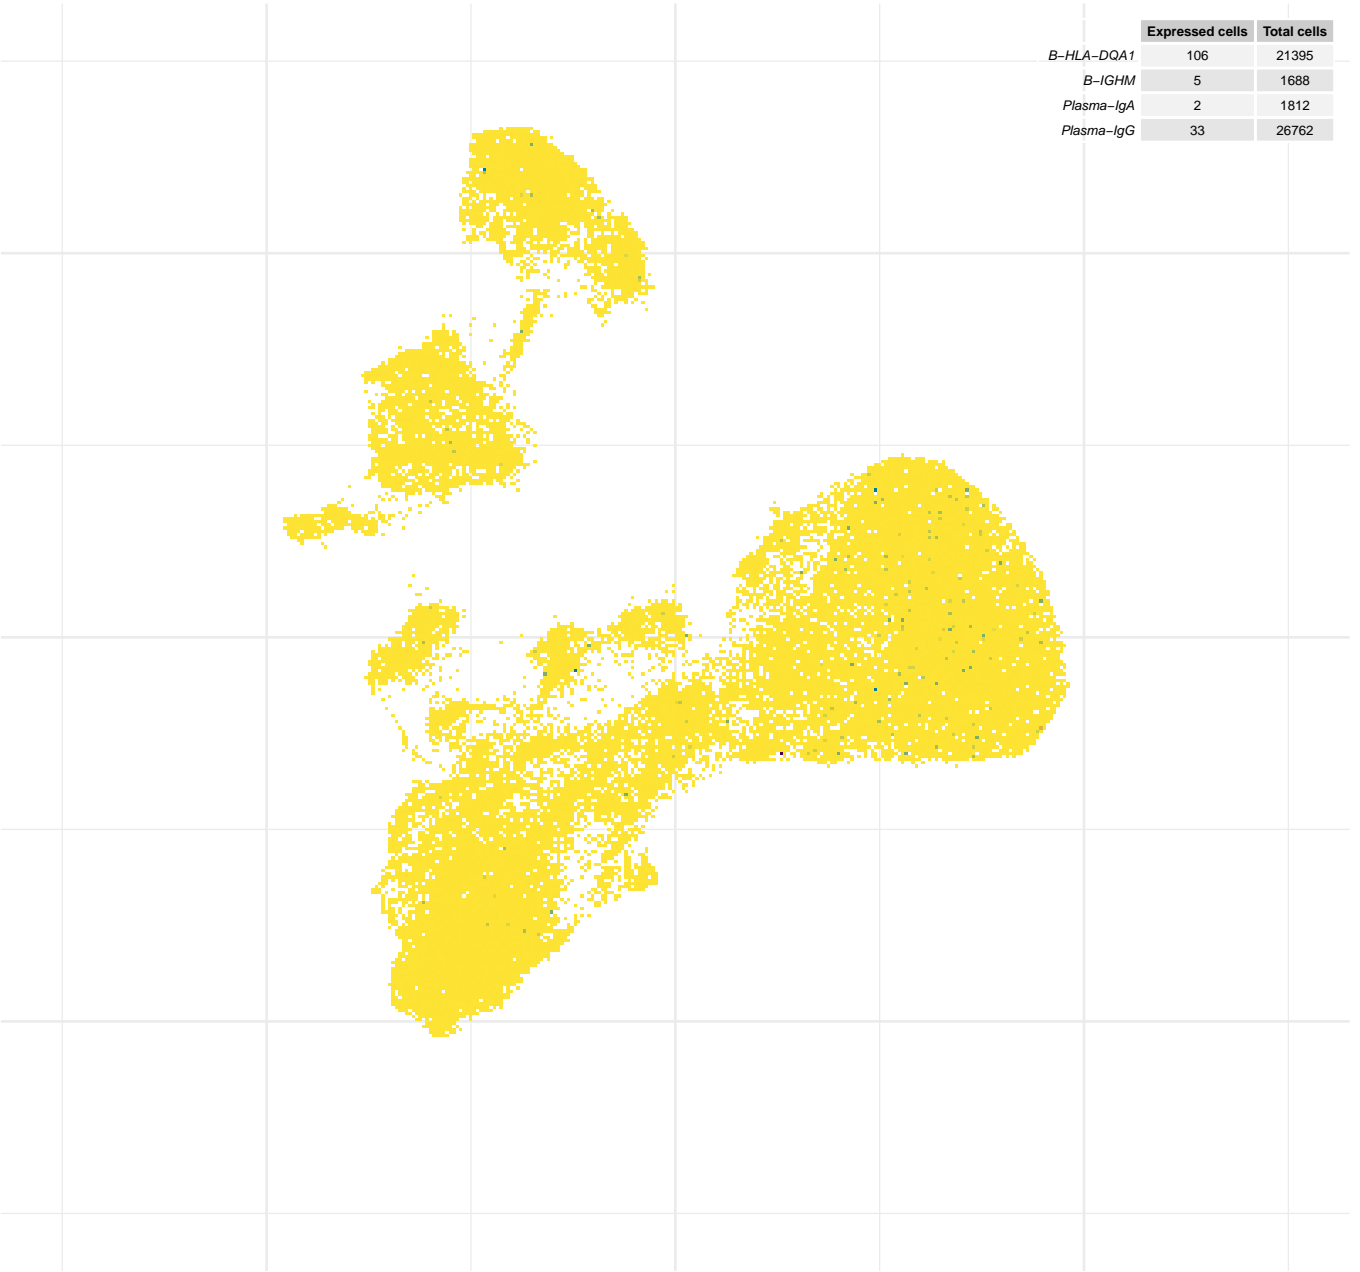 Expressed cells Total cells
B−HLA−DQA1 106 21395
B−IGHM 5 1688
Plasma−IgA 2 1812
Plasma−IgG 33 26762